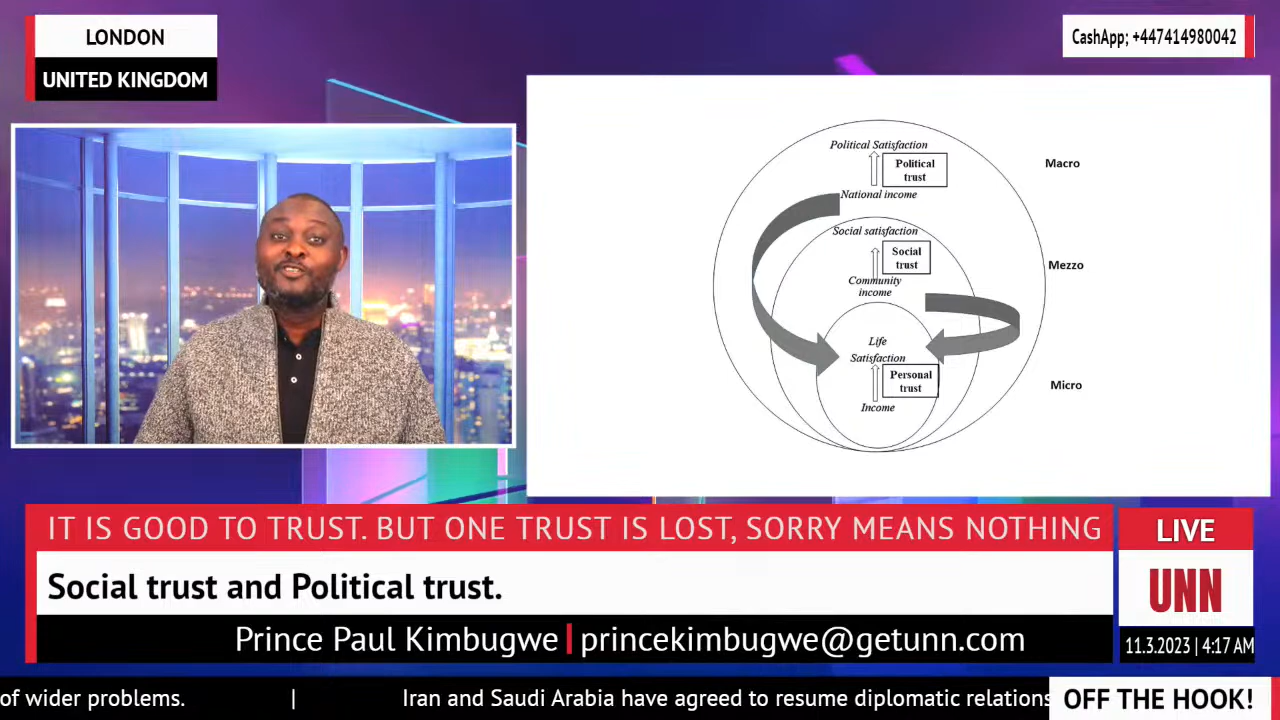 LONDON
UNITED KINGDOM
CashApp; +447414980042
Political Satisfaction
Political
trust
National income
Macro
Social satisfaction
Social
trust
Community
income
Mezzo
Life
Satisfaction
Personal
trust
Income
Micro
IT IS GOOD TO TRUST. BUT ONE TRUST IS LOST, SORRY MEANS NOTHING
Social trust and Political trust.
Prince Paul Kimbugwe | princekimbugwe@getunn.com
LIVE
UNN
11.3.2023 | 4:17 AM
of wider problems. | Iran and Saudi Arabia have agreed to resume diplomatic relations
OFF THE HOOK!